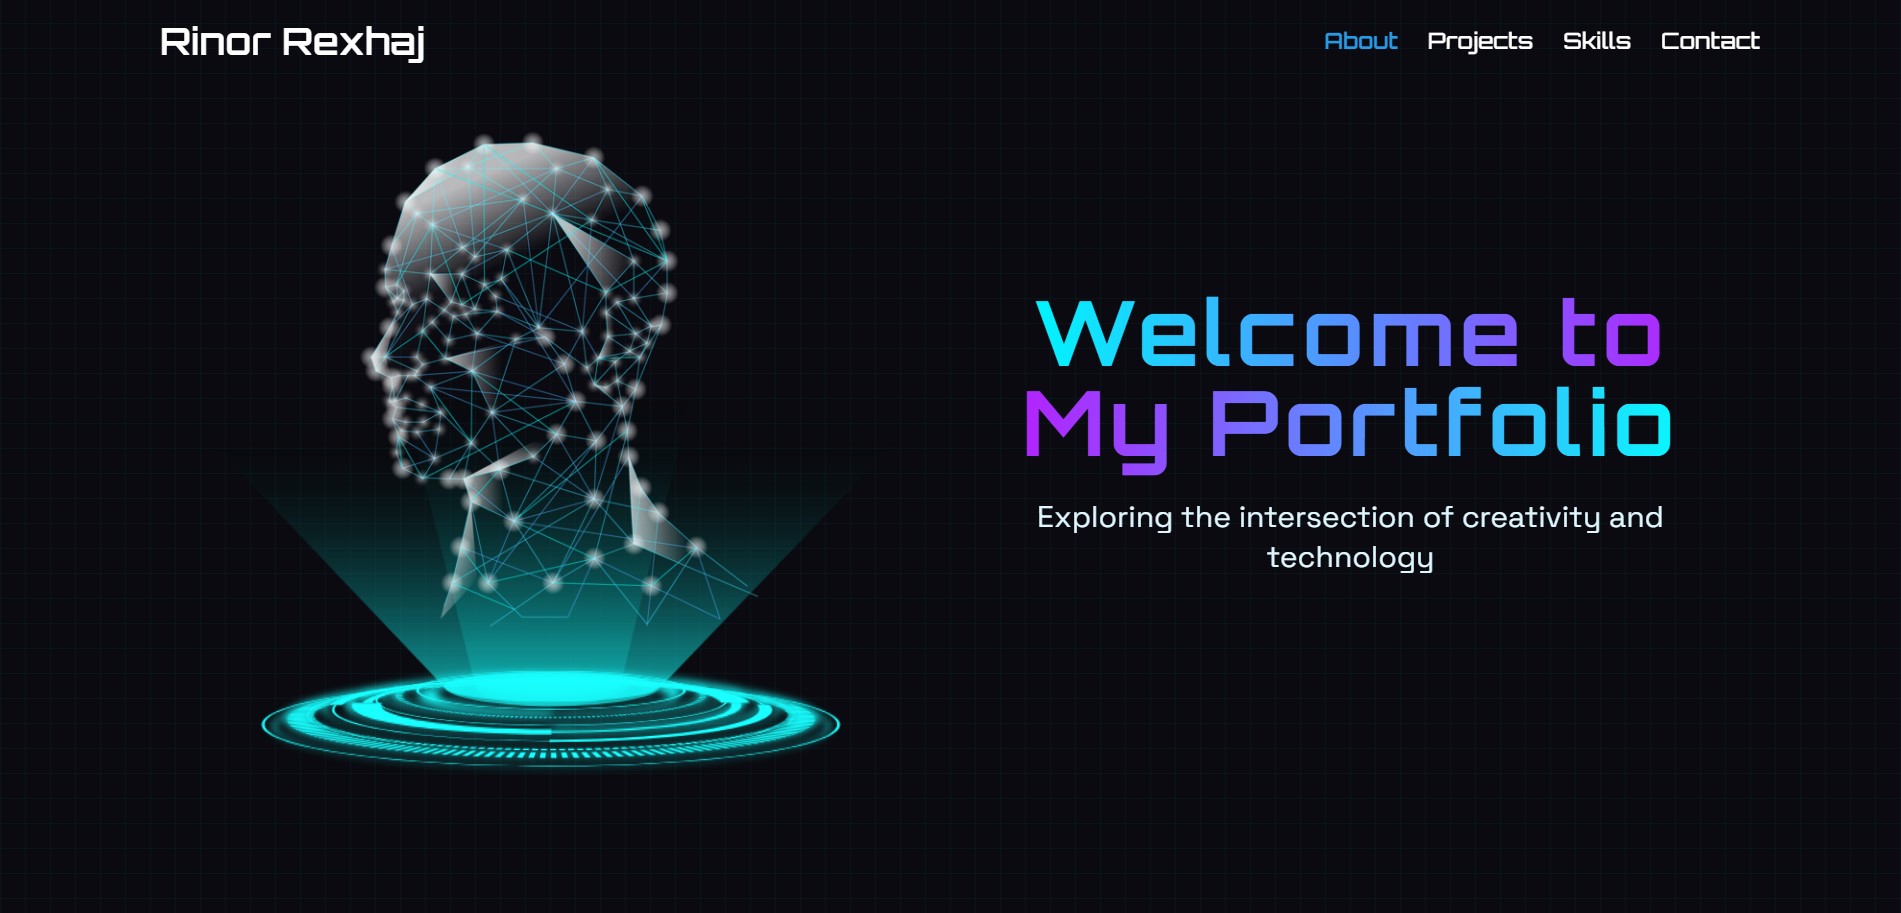 Rinor Rexhaj
About Projects Skills Contact
Welcome to
My Portfolio
Exploring the intersection of creativity and
technology